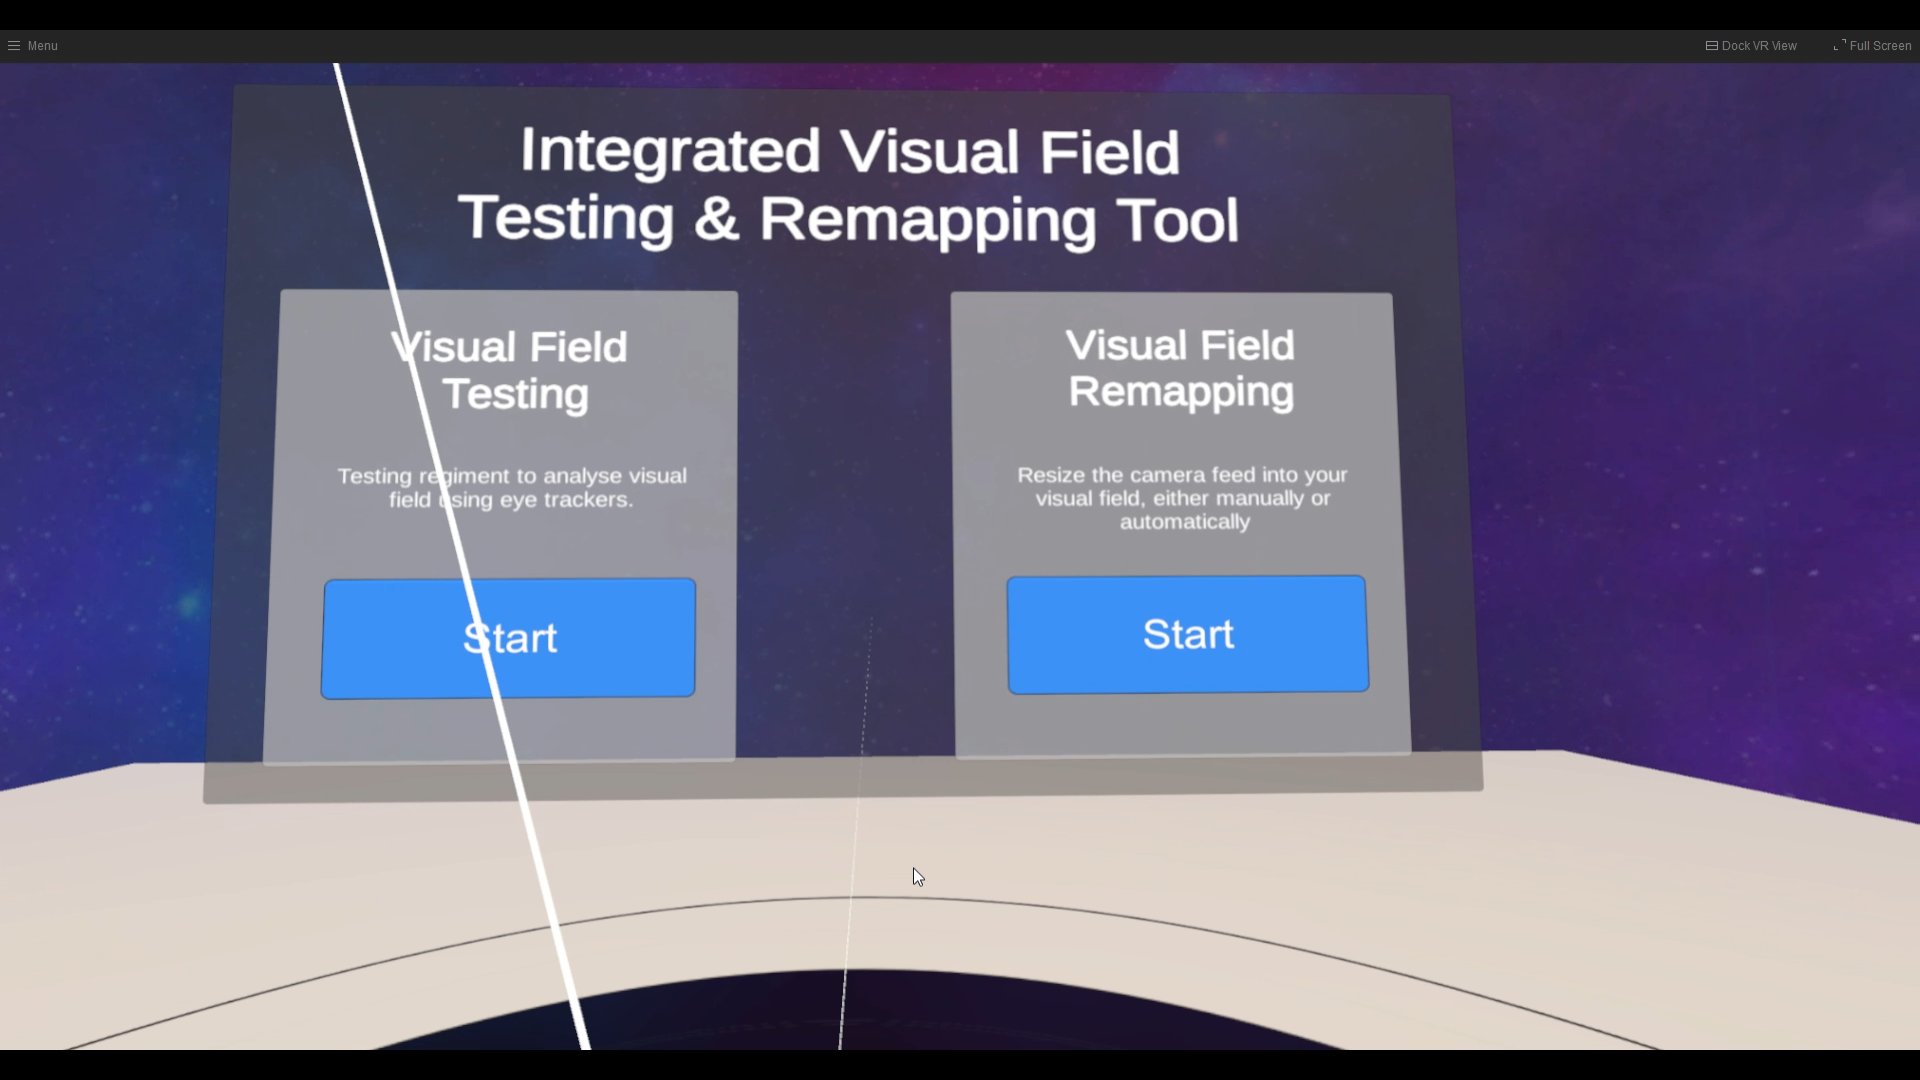 Menu
Dock VR View
Full Screen
Integrated Visual Field
Testing & Remapping Tool
Visual Field
Testing
Testing regiment to analyse visual
field using eye trackers.
Start
Visual Field
Remapping
Resize the camera feed into your
visual field, either manually or
automatically
Start